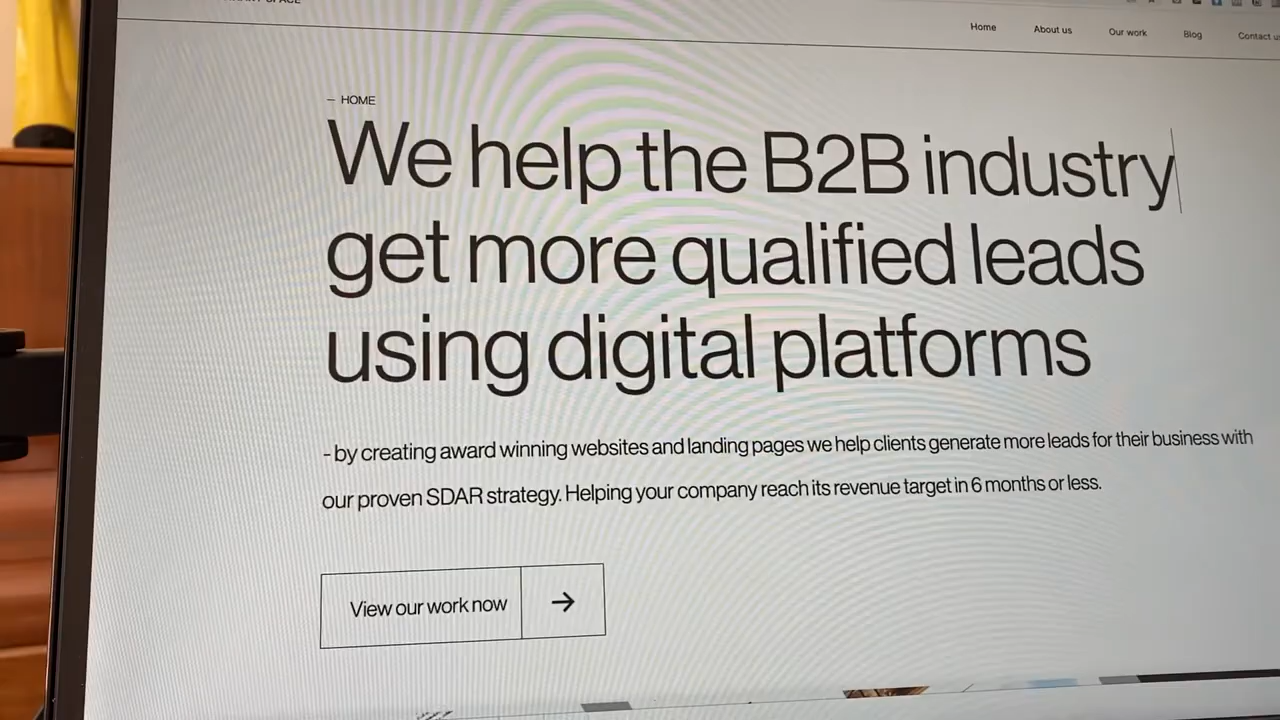 Home About us Our work Blog Contact us
— HOME
We help the B2B industry
get more qualified leads
using digital platforms
- by creating award winning websites and landing pages we help clients generate more leads for their business with
our proven SDAR strategy. Helping your company reach its revenue target in 6 months or less.
View our work now →